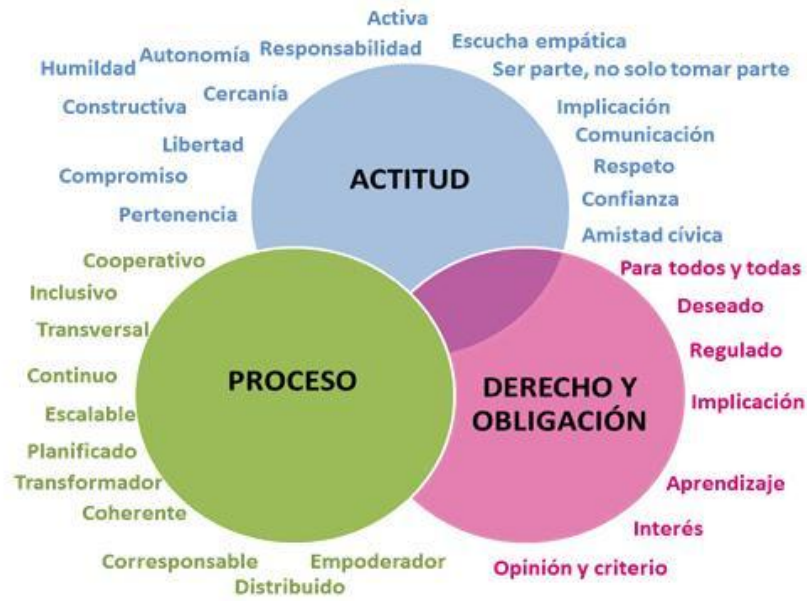 Activa
Responsabilidad
Autonomía
Humildad
Cercanía
Constructiva
Libertad
Compromiso
Pertenencia
Escucha empática
Ser parte, no solo tomar parte
Implicación
Comunicación
Respeto
Confianza
Amistad cívica
ACTITUD
Cooperativo
Inclusivo
Transversal
Continuo
Escalable
Planificado
Transformador
Coherente
Corresponsable
Distribuido
Empoderador
PROCESO
Para todos y todas
Deseado
Regulado
Implicación
Aprendizaje
Interés
Opinión y criterio
DERECHO Y
OBLIGACIÓN